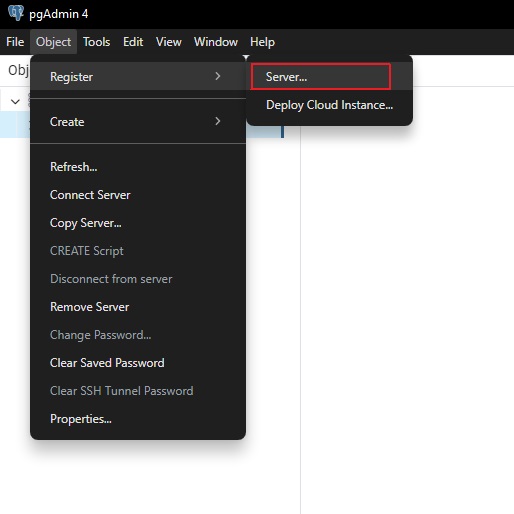 pgAdmin 4
File Object Tools Edit View Window Help
Obj
Register
Server...
Deploy Cloud Instance...
Create
Refresh...
Connect Server
Copy Server...
CREATE Script
Disconnect from server
Remove Server
Change Password...
Clear Saved Password
Clear SSH Tunnel Password
Properties...